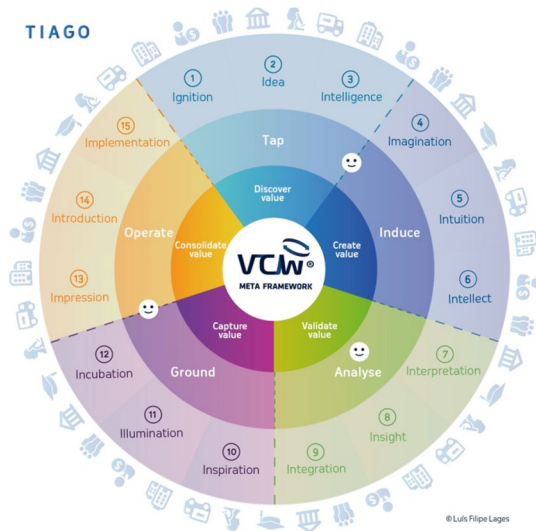 TIAGO
1
Ignition
2
Idea
3
Intelligence
4
Imagination
5
Intuition
6
Intellect
7
Interpretation
8
Insight
9
Integration
10
Inspiration
11
Illumination
12
Incubation
13
Impression
14
Introduction
15
Implementation
Tap
Induce
Analyse
Ground
Operate
Discover
value
Create
value
Validate
value
Capture
value
Consolidate
value
VCW®
META FRAMEWORK
© Luís Filipe Lages